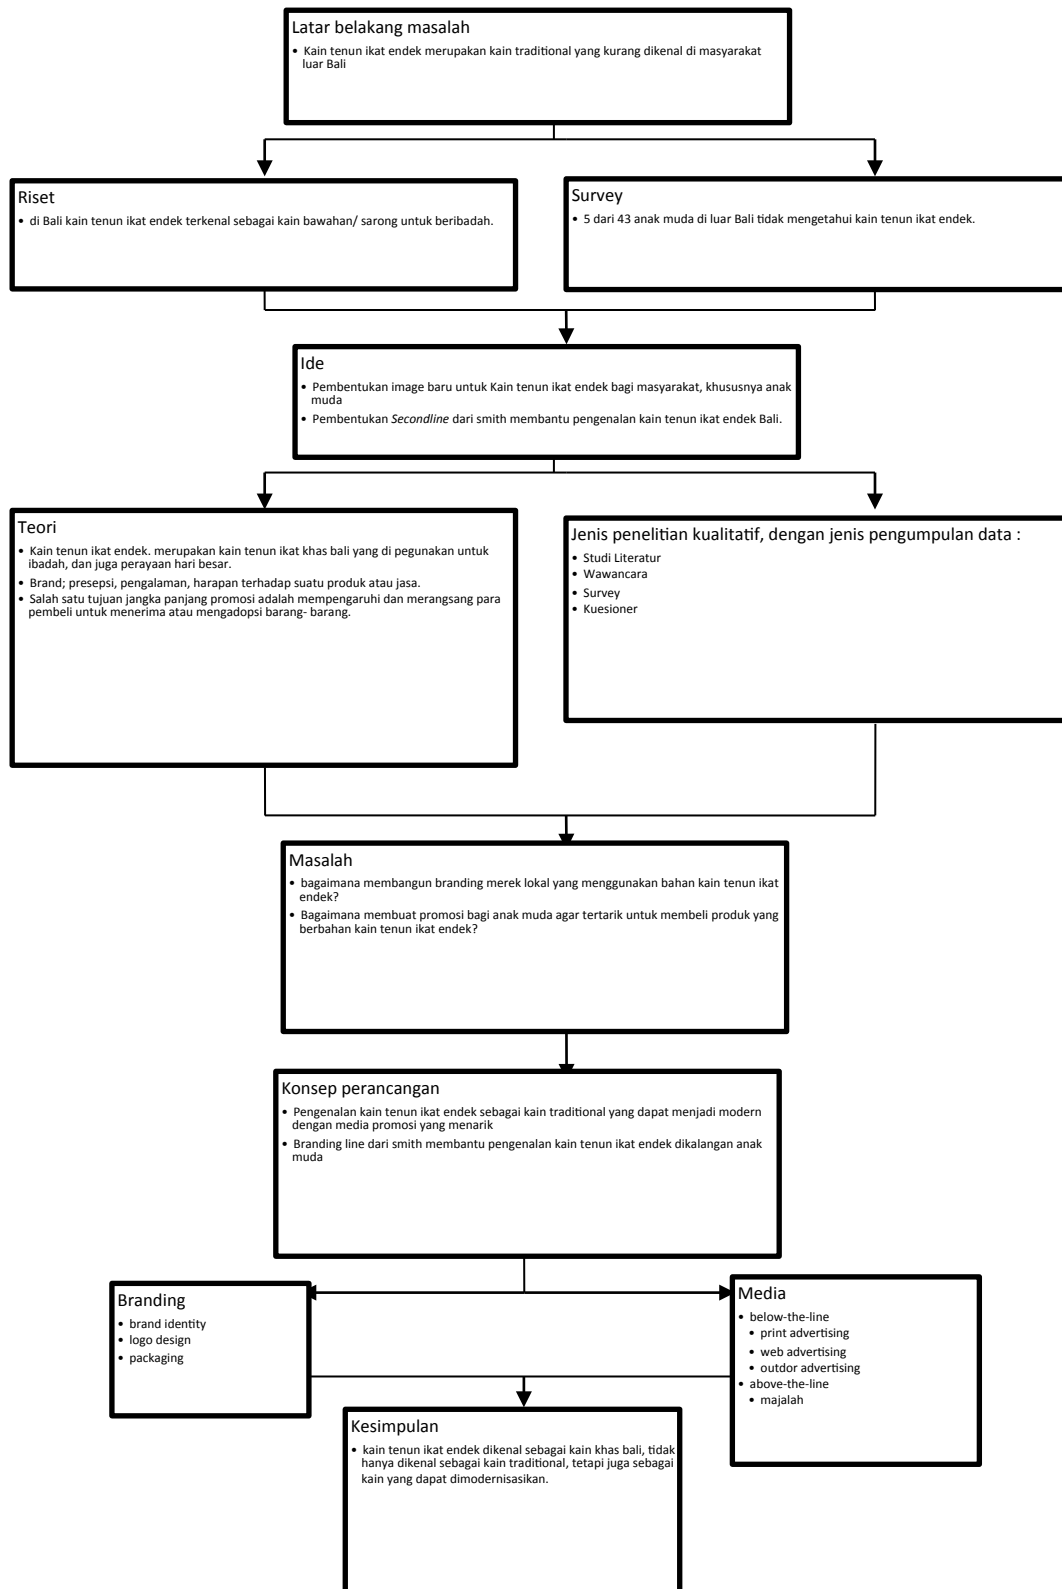 Latar belakang masalah
• Kain tenun ikat endek merupakan kain traditional yang kurang dikenal di masyarakat
luar Bali
Riset
• di Bali kain tenun ikat endek terkenal sebagai kain bawahan/ sarong untuk beribadah.
Survey
• 5 dari 43 anak muda di luar Bali tidak mengetahui kain tenun ikat endek.
Ide
• Pembentukan image baru untuk Kain tenun ikat endek bagi masyarakat, khususnya anak
muda
• Pembentukan Secondline dari smith membantu pengenalan kain tenun ikat endek Bali.
Teori
• Kain tenun ikat endek. merupakan kain tenun ikat khas bali yang di pegunakan untuk
ibadah, dan juga perayaan hari besar.
• Brand; presepsi, pengalaman, harapan terhadap suatu produk atau jasa.
• Salah satu tujuan jangka panjang promosi adalah mempengaruhi dan merangsang para
pembeli untuk menerima atau mengadopsi barang- barang.
Jenis penelitian kualitatif, dengan jenis pengumpulan data :
• Studi Literatur
• Wawancara
• Survey
• Kuesioner
Masalah
• bagaimana membangun branding merek lokal yang menggunakan bahan kain tenun ikat
endek?
• Bagaimana membuat promosi bagi anak muda agar tertarik untuk membeli produk yang
berbahan kain tenun ikat endek?
Konsep perancangan
• Pengenalan kain tenun ikat endek sebagai kain traditional yang dapat menjadi modern
dengan media promosi yang menarik
• Branding line dari smith membantu pengenalan kain tenun ikat endek dikalangan anak
muda
Branding
• brand identity
• logo design
• packaging
Media
• below-the-line
• print advertising
• web advertising
• outdor advertising
• above-the-line
• majalah
Kesimpulan
• kain tenun ikat endek dikenal sebagai kain khas bali, tidak
hanya dikenal sebagai kain traditional, tetapi juga sebagai
kain yang dapat dimodernisasikan.